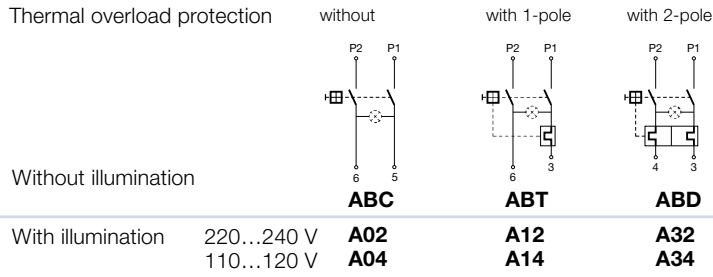 Thermal overload protection without with 1-pole with 2-pole
P2 P1 P2 P1 P2 P1
6 5 6 3 4 3
Without illumination
ABC ABT ABD
With illumination 220…240 V A02 A12 A32
110…120 V A04 A14 A34